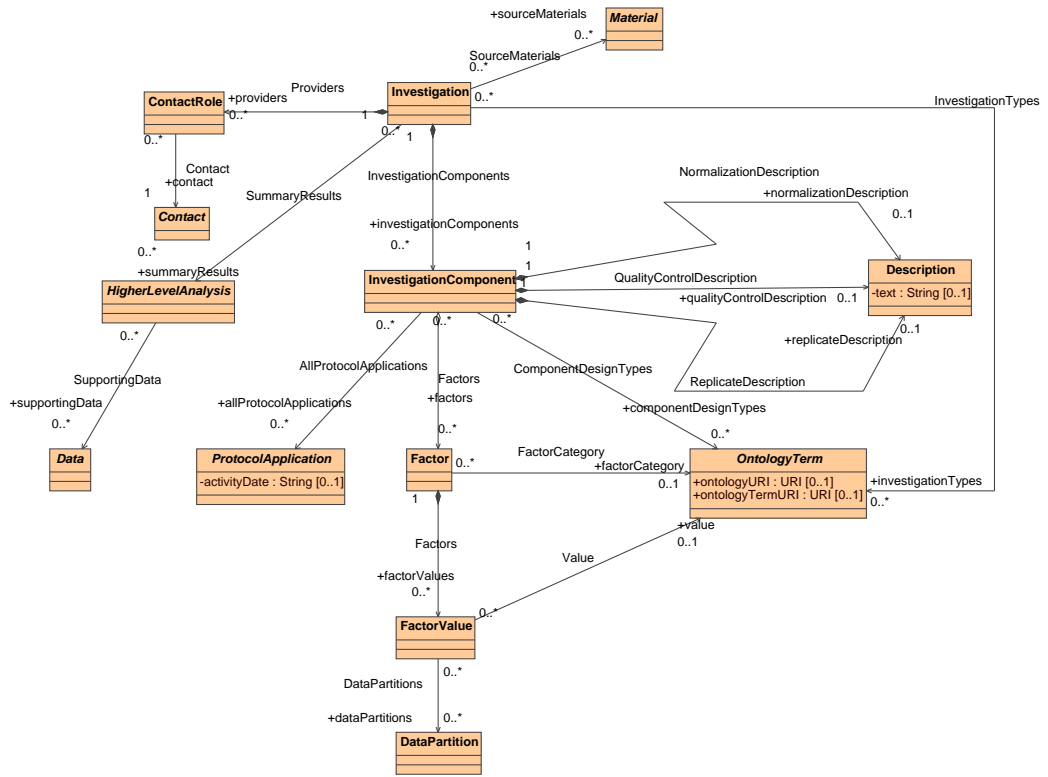 +sourceMaterials
Material
0..*
SourceMaterials
0..*
Providers
Investigation
ContactRole
+providers
0..*
InvestigationTypes
0..*
1
0..*
1
0..*
Contact
+contact
1
InvestigationComponents
NormalizationDescription
SummaryResults
+normalizationDescription
Contact
+investigationComponents
0..1
0..*
0..*
1
+summaryResults
1
InvestigationComponent
QualityControlDescription
Description
1
HigherLevelAnalysis
-text : String [0..1]
+qualityControlDescription
0..1
0..*
0..*
0..*
0..*
0..1
+replicateDescription
AllProtocolApplications
ComponentDesignTypes
SupportingData
Factors
ReplicateDescription
+supportingData
+allProtocolApplications
+factors
+componentDesignTypes
0..*
0..*
0..*
0..*
Data
ProtocolApplication
Factor
0..*
FactorCategory
OntologyTerm
+factorCategory
-activityDate : String [0..1]
0..1
+ontologyURI : URI [0..1]
+investigationTypes
+ontologyTermURI : URI [0..1]
0..*
1
+value
0..1
Factors
Value
+factorValues
0..*
0..*
FactorValue
0..*
DataPartitions
+dataPartitions
0..*
DataPartition